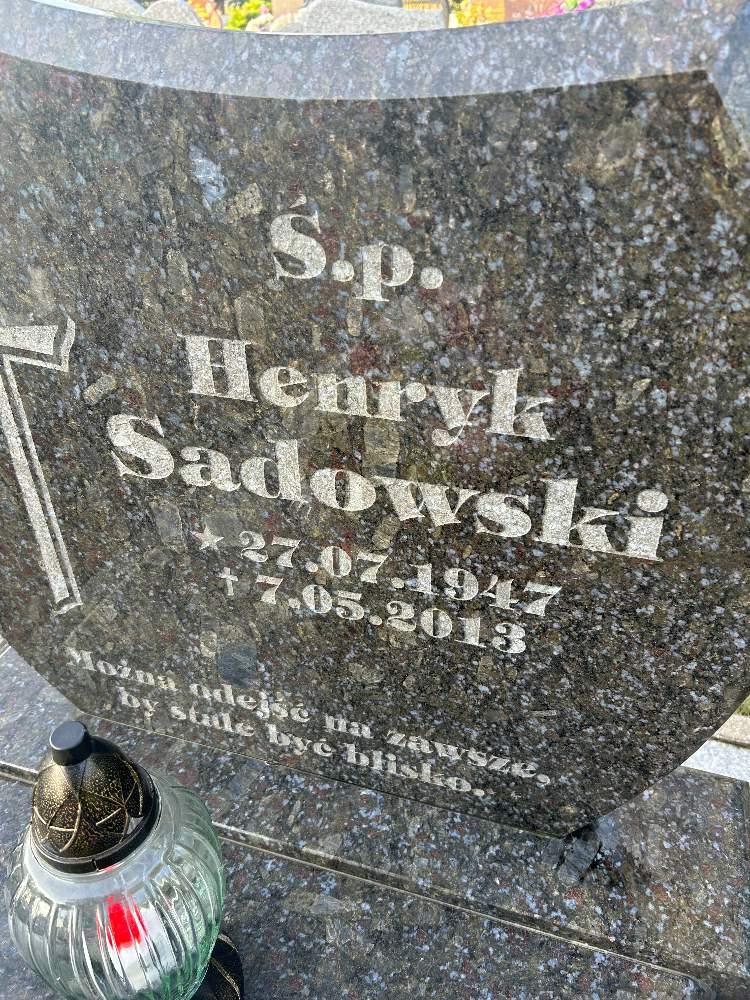 Ś.p.
Henryk
Sadowski
★ 27.07.1947
† 7.05.2013
Można odejść na zawsze,
by stale być blisko.